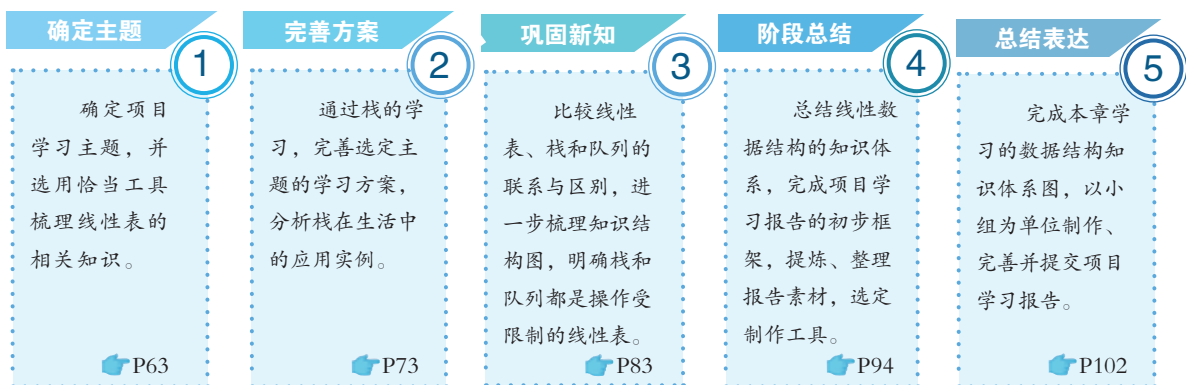 确定主题
1
确定项目
学习主题，并
选用恰当工具
梳理线性表的
相关知识。
P63
完善方案
2
通过栈的学
习，完善选定主
题的学习方案，
分析栈在生活中
的应用实例。
P73
巩固新知
3
比较线性
表、栈和队列的
联系与区别，进
一步梳理知识结
构图，明确栈和
队列都是操作受
限制的线性表。
P83
阶段总结
4
总结线性数
据结构的知识体
系，完成项目学
习报告的初步框
架，提炼、整理
报告素材，选定
制作工具。
P94
总结表达
5
完成本章学
习的数据结构知
识体系图，以小
组为单位制作、
完善并提交项目
学习报告。
P102